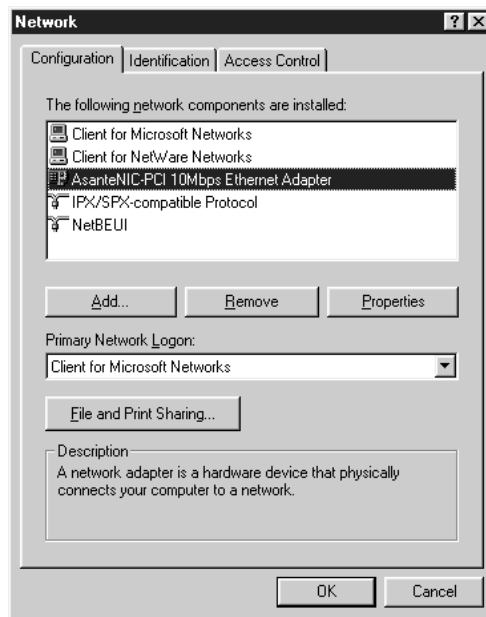 Network
Configuration Identification Access Control
The following network components are installed:
Client for Microsoft Networks
Client for NetWare Networks
AsanteNIC-PCI 10Mbps Ethernet Adapter
IPX/SPX-compatible Protocol
NetBEUI
Add... Remove Properties
Primary Network Logon:
Client for Microsoft Networks
File and Print Sharing...
Description
A network adapter is a hardware device that physically
connects your computer to a network.
OK Cancel